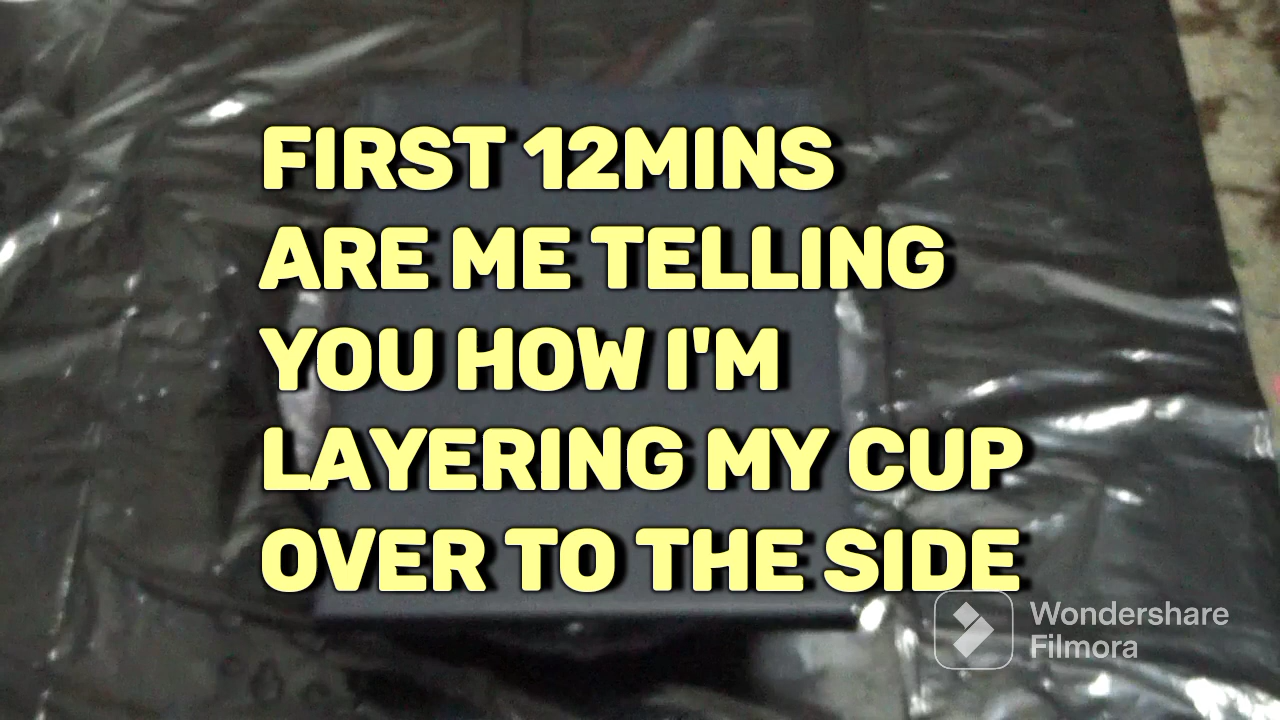 FIRST 12MINS
ARE ME TELLING
YOU HOW I'M
LAYERING MY CUP
OVER TO THE SIDE
Wondershare
Filmora